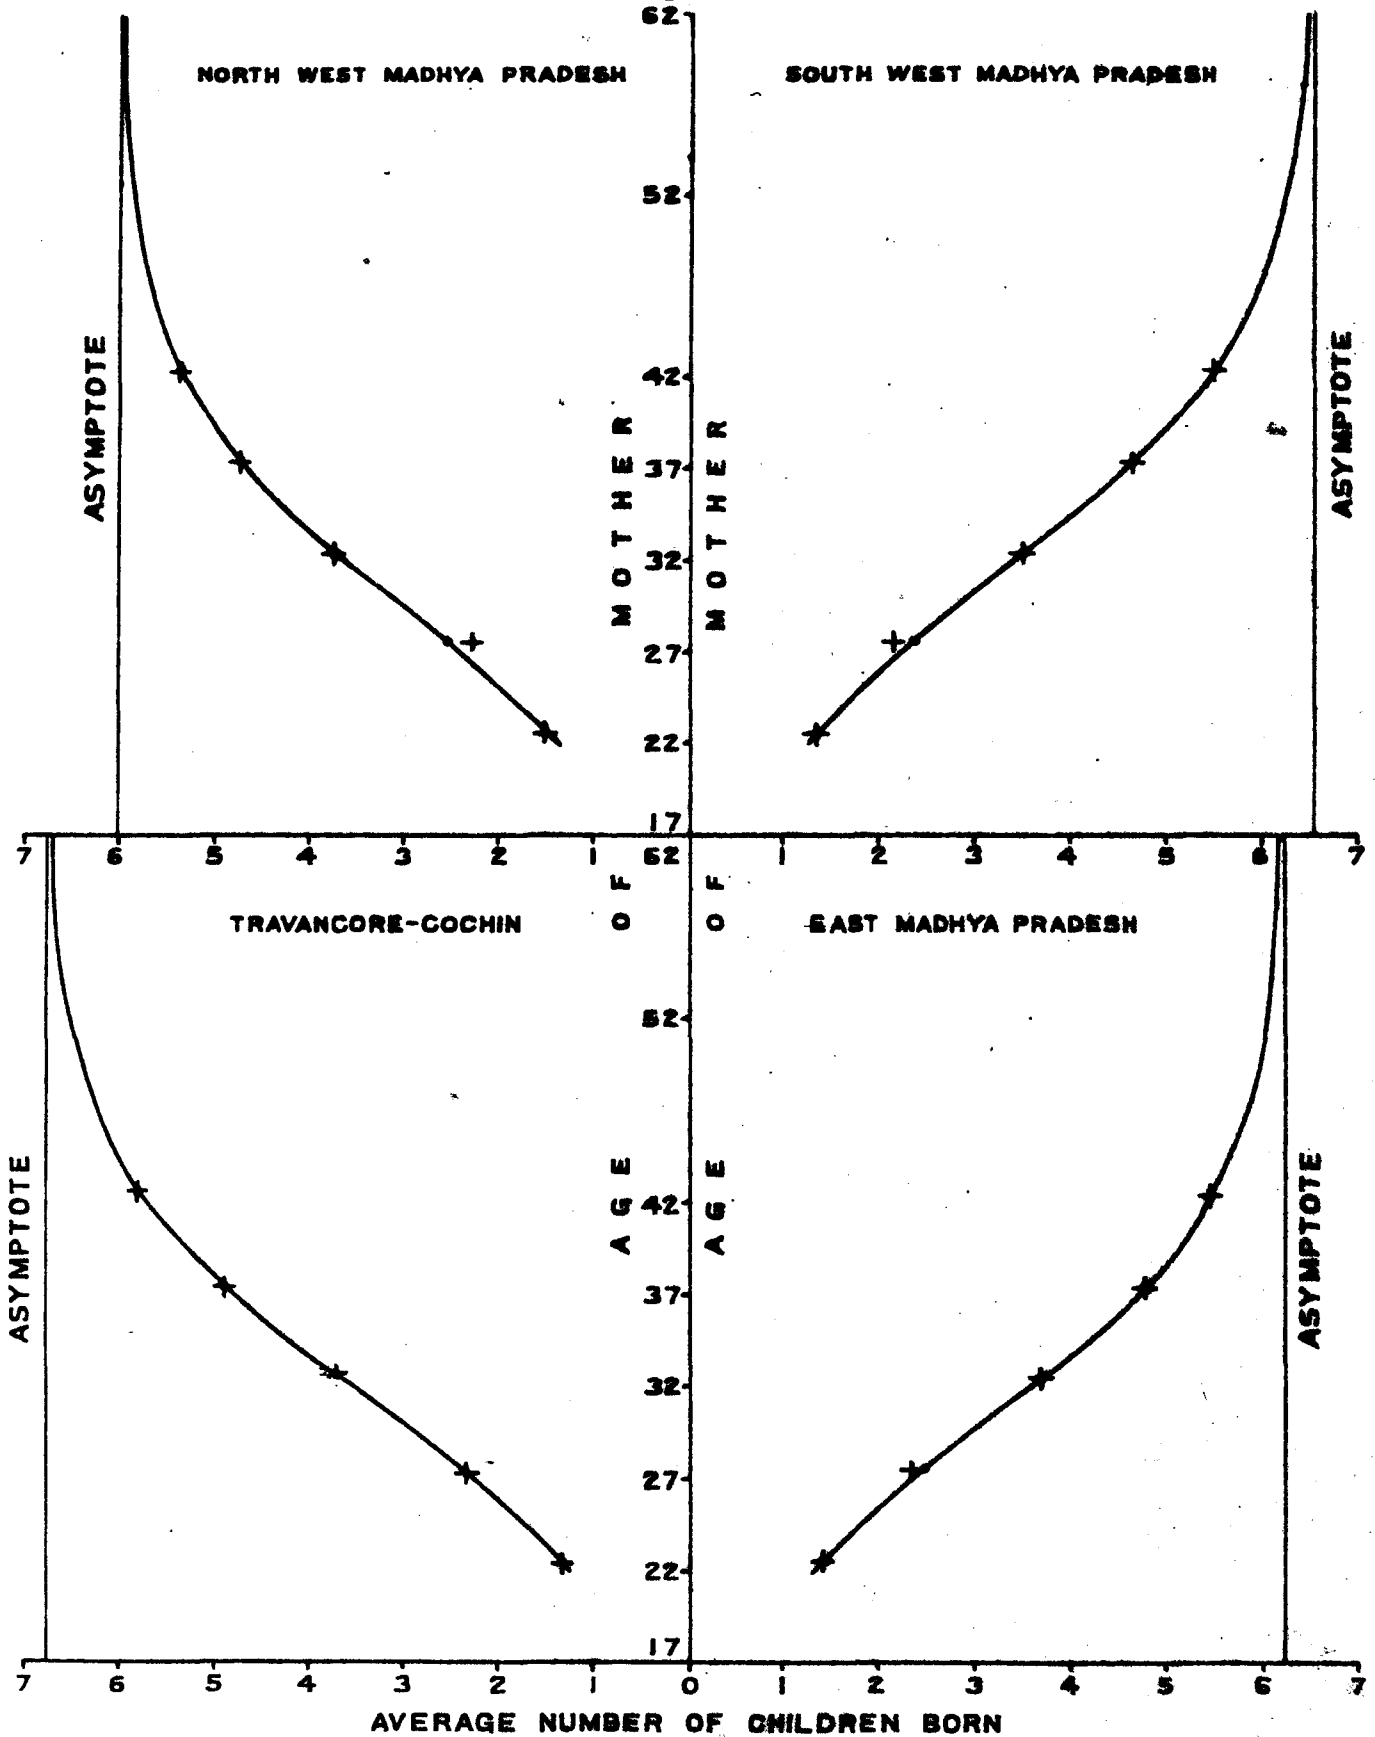 62
NORTH WEST MADHYA PRADESH
SOUTH WEST MADHYA PRADESH
52
ASYMPTOTE
42
ASYMPTOTE
37
32
27
22
17
7 6 5 4 3 2 1 62 1 2 3 4 5 6 7
TRAVANCORE-COCHIN
EAST MADHYA PRADESH
AGE OF MOTHER
AGE OF MOTHER
52
ASYMPTOTE
42
ASYMPTOTE
37
32
27
22
17
7 6 5 4 3 2 1 0 1 2 3 4 5 6 7
AVERAGE NUMBER OF CHILDREN BORN